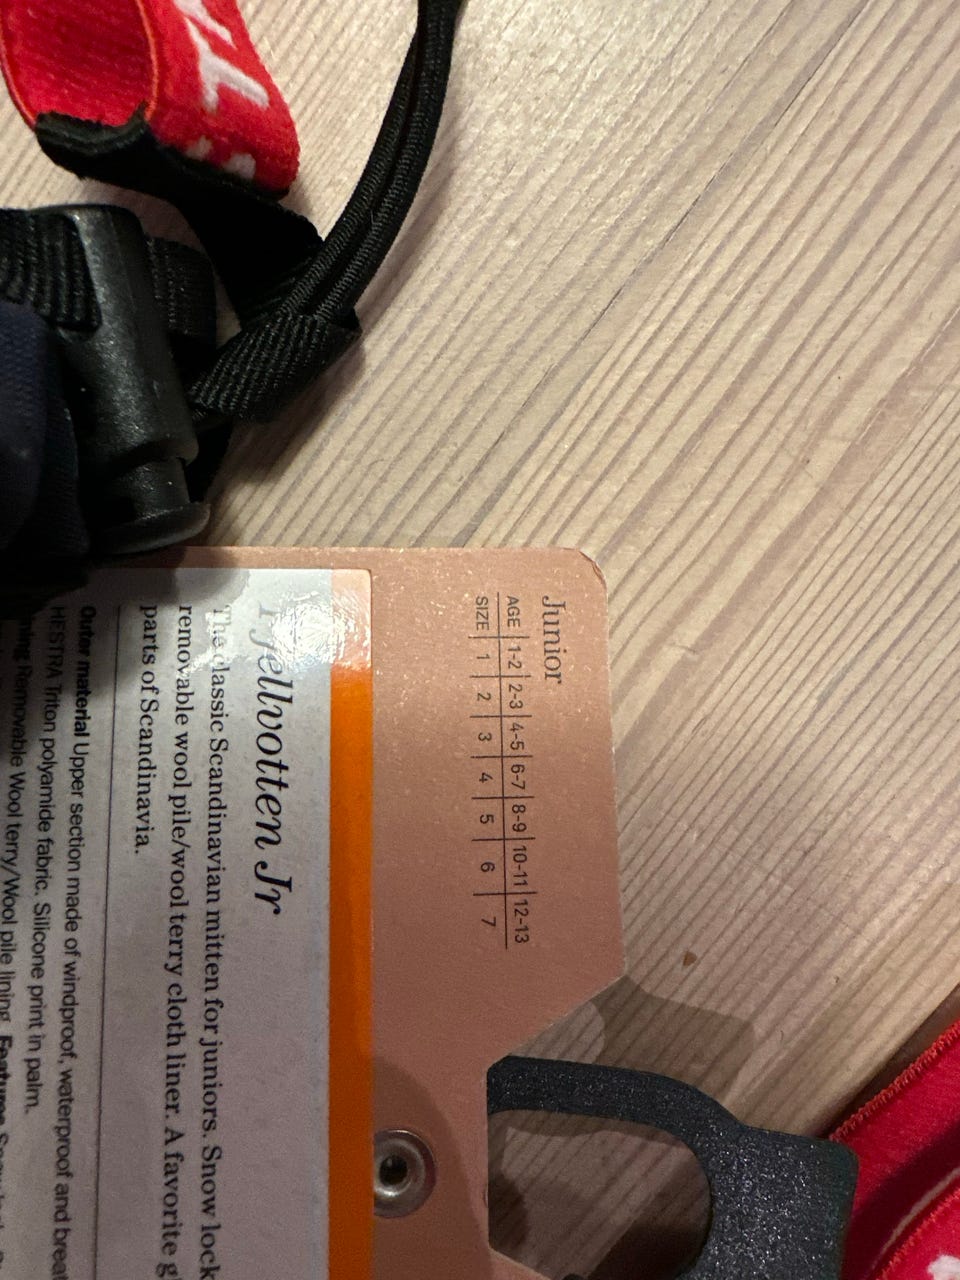 Junior
AGE 1-2 2-3 4-5 6-7 8-9 10-11 12-13
SIZE 1 2 3 4 5 6 7
Fjellvotten Jr
The classic Scandinavian mitten for juniors. Snow lock
removable wool pile/wool terry cloth liner. A favorite
parts of Scandinavia.
Outer material Upper section made of windproof, waterproof and
HESTRA Triton polyamide fabric. Silicone print in palm.
Removable Wool terry/Wool pile lining.